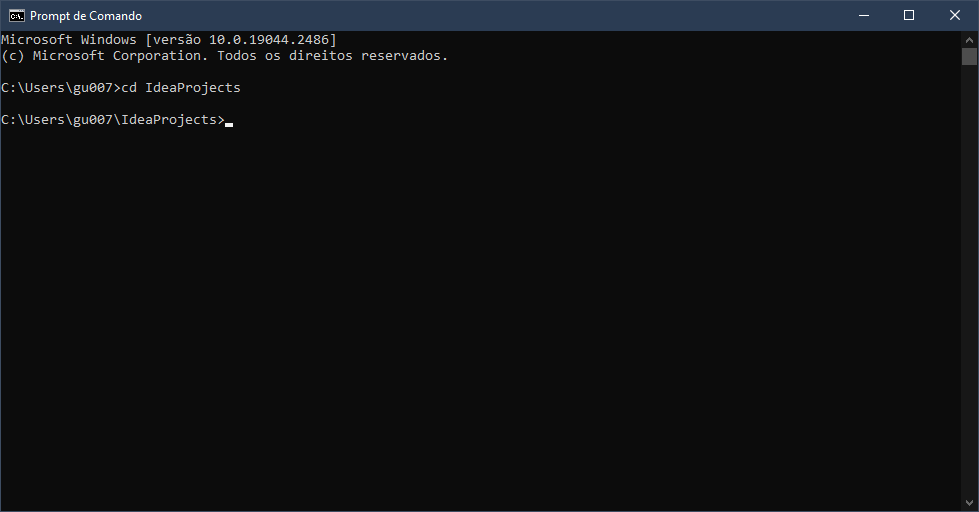 Prompt de Comando
Microsoft Windows [versão 10.0.19044.2486]
(c) Microsoft Corporation. Todos os direitos reservados.
C:\Users\gu007>cd IdeaProjects
C:\Users\gu007\IdeaProjects>